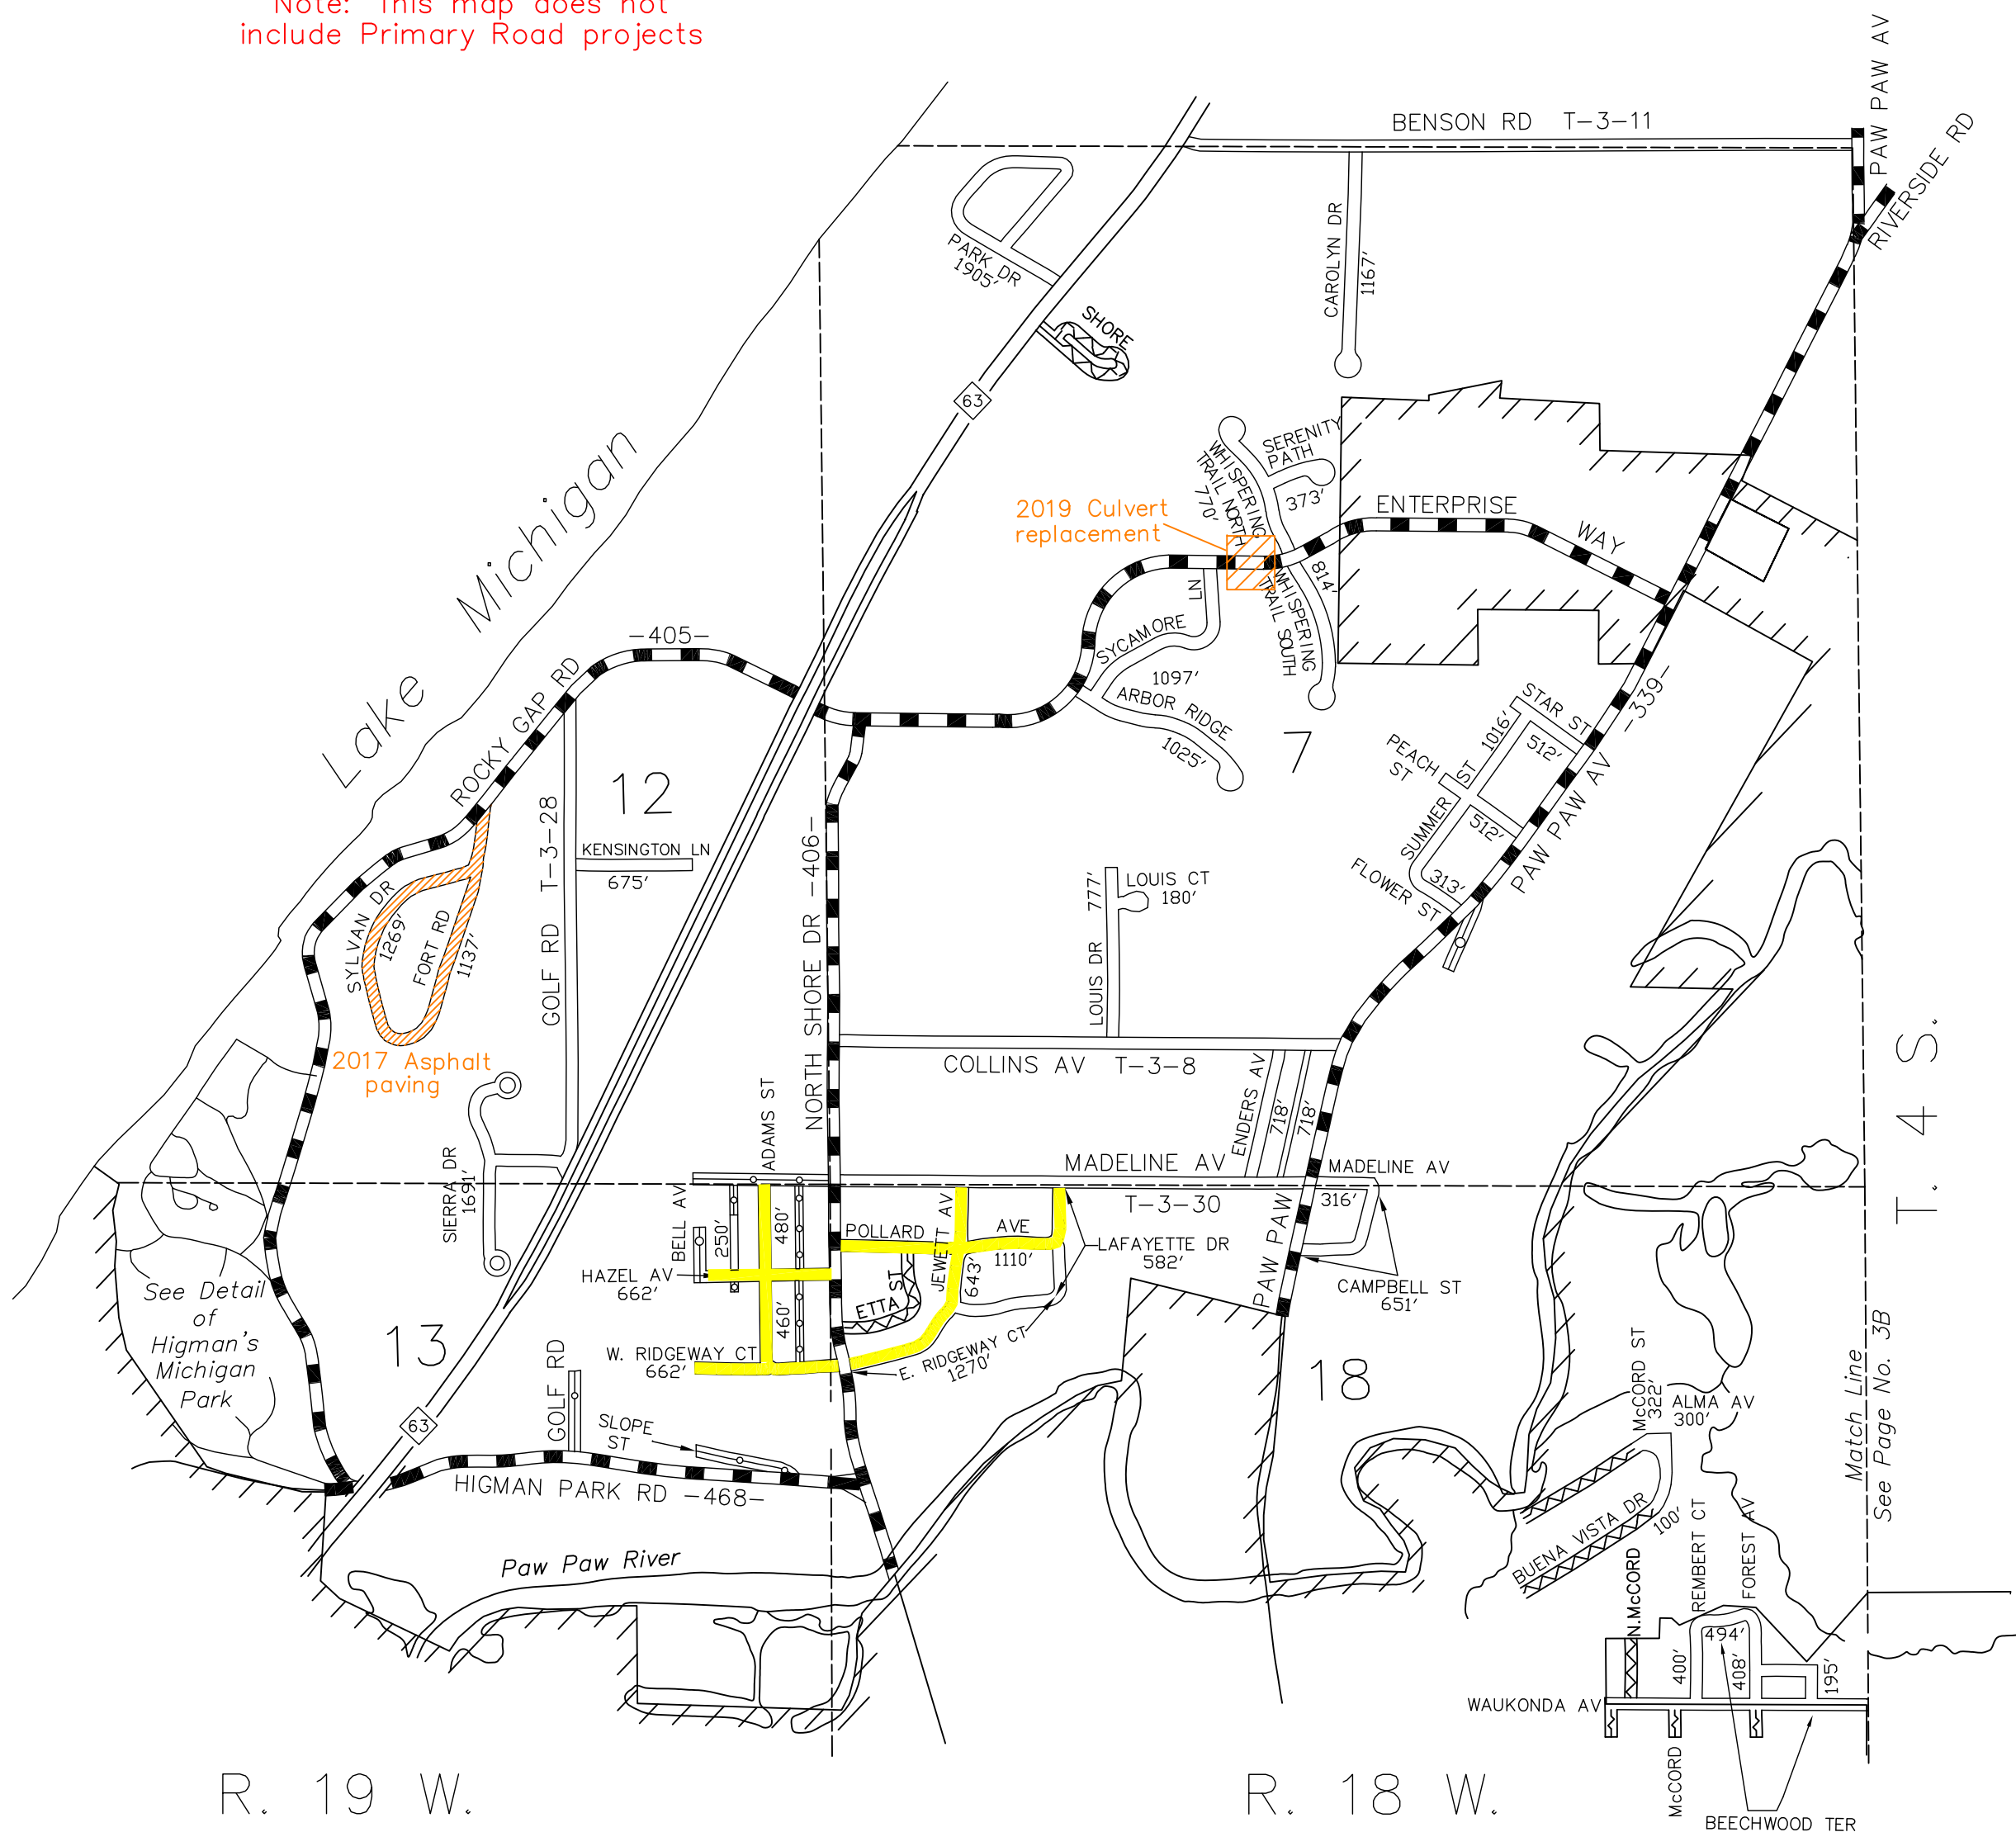 Note: This map does not
include Primary Road projects
BENSON RD T-3-11
PAW PAW AV
RIVERSIDE RD
PARK DR
1905'
SHORE
CAROLYN DR
1167'
63
Lake Michigan
SERENITY
PATH
373'
WHISPERING
TRAIL NORTH
770'
2019 Culvert
replacement
ENTERPRISE WAY
814'
WHISPERING
TRAIL SOUTH
SYCAMORE LN
1097'
ARBOR RIDGE
1025'
-405-
ROCKY GAP RD
12
7
STAR ST
512'
1016'
PEACH
ST
SUMMER ST
512'
FLOWER ST
313'
PAW PAW AV -339-
GOLF RD T-3-28
KENSINGTON LN
675'
NORTH SHORE DR -406-
LOUIS CT
180'
LOUIS DR 777'
SYLVAN DR
1269'
FORT RD
1137'
2017 Asphalt
paving
COLLINS AV T-3-8
ENDERS AV
718'
718'
T. 4 S.
ADAMS ST
MADELINE AV
MADELINE AV
T-3-30
316'
SIERRA DR
1691'
BELL AV
250'
480'
POLLARD AVE
1110'
JEWETT AV
643'
LAFAYETTE DR
582'
PAW PAW
CAMPBELL ST
651'
HAZEL AV
662'
ETTA ST
460'
See Detail
of
Higman's
Michigan
Park
13
W. RIDGEWAY CT
662'
E. RIDGEWAY CT
1270'
18
GOLF RD
63
SLOPE
ST
HIGMAN PARK RD -468-
McCORD ST
322'
ALMA AV
300'
Match Line
See Page No. 3B
BUENA VISTA DR
100'
Paw Paw River
N.McCORD
REMBERT CT
FOREST AV
494'
400'
408'
195'
WAUKONDA AV
McCORD
BEECHWOOD TER
R. 19 W.
R. 18 W.